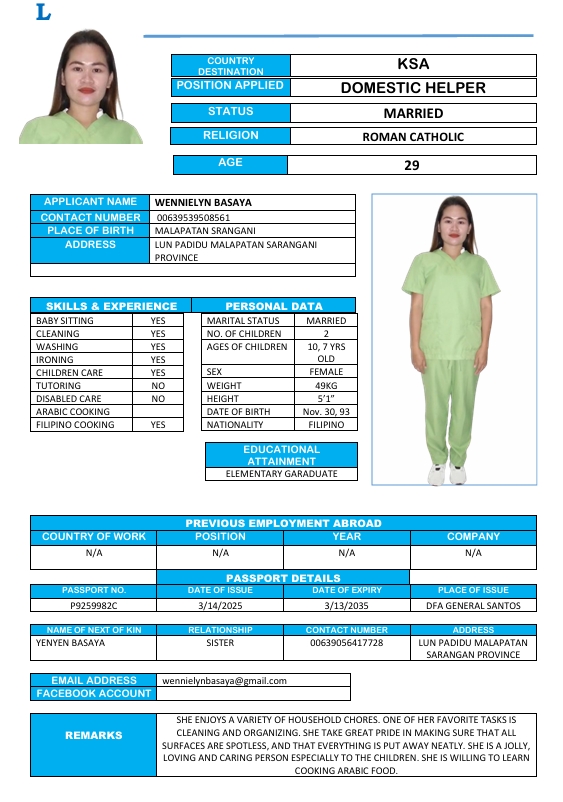 L
COUNTRY DESTINATION KSA
POSITION APPLIED DOMESTIC HELPER
STATUS MARRIED
RELIGION ROMAN CATHOLIC
AGE 29
APPLICANT NAME WENNIELYN BASAYA
CONTACT NUMBER 00639539508561
PLACE OF BIRTH MALAPATAN SRANGANI
ADDRESS LUN PADIDU MALAPATAN SARANGANI
PROVINCE
SKILLS & EXPERIENCE
BABY SITTING YES
CLEANING YES
WASHING YES
IRONING YES
CHILDREN CARE YES
TUTORING NO
DISABLED CARE NO
ARABIC COOKING
FILIPINO COOKING YES
PERSONAL DATA
MARITAL STATUS MARRIED
NO. OF CHILDREN 2
AGES OF CHILDREN 10, 7 YRS
OLD
SEX FEMALE
WEIGHT 49KG
HEIGHT 5’1”
DATE OF BIRTH Nov. 30, 93
NATIONALITY FILIPINO
EDUCATIONAL
ATTAINMENT
ELEMENTARY GARADUATE
PREVIOUS EMPLOYMENT ABROAD
COUNTRY OF WORK POSITION YEAR COMPANY
N/A N/A N/A N/A
PASSPORT DETAILS
PASSPORT NO. DATE OF ISSUE DATE OF EXPIRY PLACE OF ISSUE
P9259982C 3/14/2025 3/13/2035 DFA GENERAL SANTOS
NAME OF NEXT OF KIN RELATIONSHIP CONTACT NUMBER ADDRESS
YENYEN BASAYA SISTER 00639056417728 LUN PADIDU MALAPATAN
SARANGAN PROVINCE
EMAIL ADDRESS wennielynbasaya@gmail.com
FACEBOOK ACCOUNT
REMARKS
SHE ENJOYS A VARIETY OF HOUSEHOLD CHORES. ONE OF HER FAVORITE TASKS IS
CLEANING AND ORGANIZING. SHE TAKE GREAT PRIDE IN MAKING SURE THAT ALL
SURFACES ARE SPOTLESS, AND THAT EVERYTHING IS PUT AWAY NEATLY. SHE IS A JOLLY,
LOVING AND CARING PERSON ESPECIALLY TO THE CHILDREN. SHE IS WILLING TO LEARN
COOKING ARABIC FOOD.